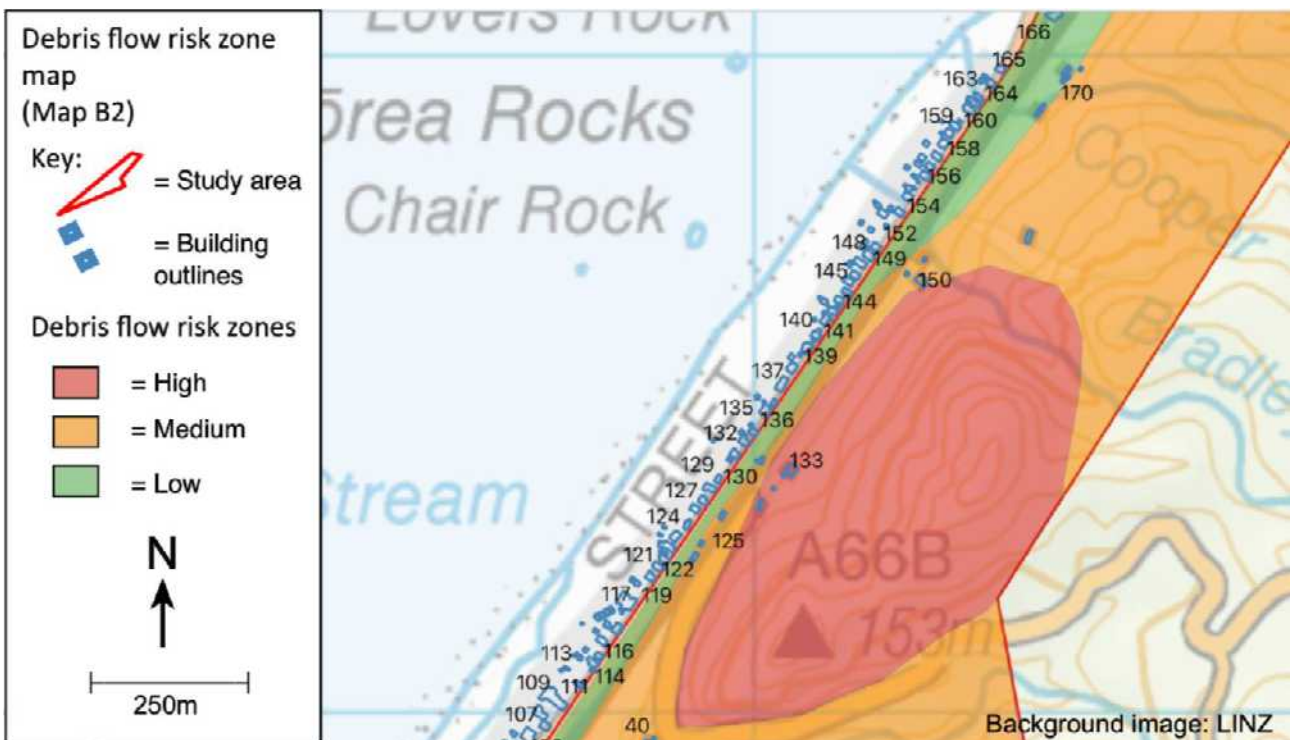 Debris flow risk zone
map
(Map B2)
Key:
= Study area
= Building
outlines
Debris flow risk zones
= High
= Medium
= Low
N
250m
Lovers Rock
ōrea Rocks
Chair Rock
Stream
STREET
Cooper
Bradley
A66B
153m
166
165
163
164
170
159
160
158
156
154
152
148
149
145
150
144
140
141
139
137
135
136
132
133
129
130
127
124
125
121
122
119
117
116
113
114
111
109
107
40
Background image: LINZ